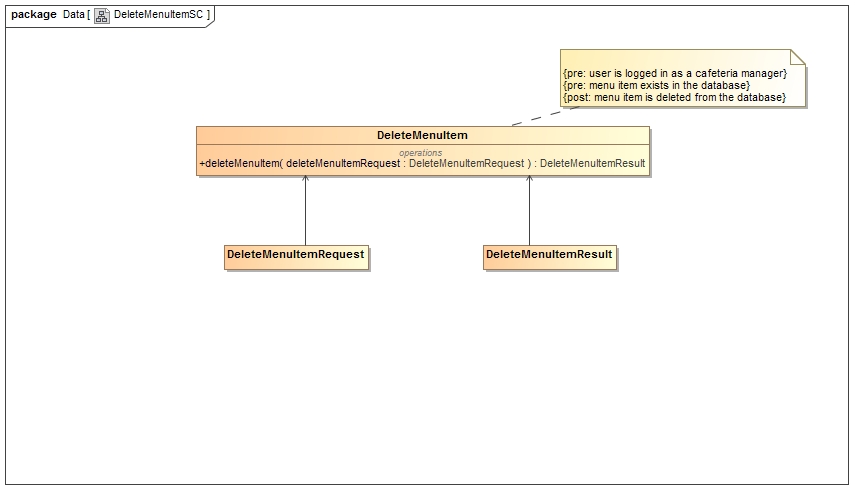 package Data [ DeleteMenuItemSC ]
{pre: user is logged in as a cafeteria manager}
{pre: menu item exists in the database}
{post: menu item is deleted from the database}
DeleteMenuItem
operations
+deleteMenuItem( deleteMenuItemRequest : DeleteMenuItemRequest ) : DeleteMenuItemResult
DeleteMenuItemRequest
DeleteMenuItemResult